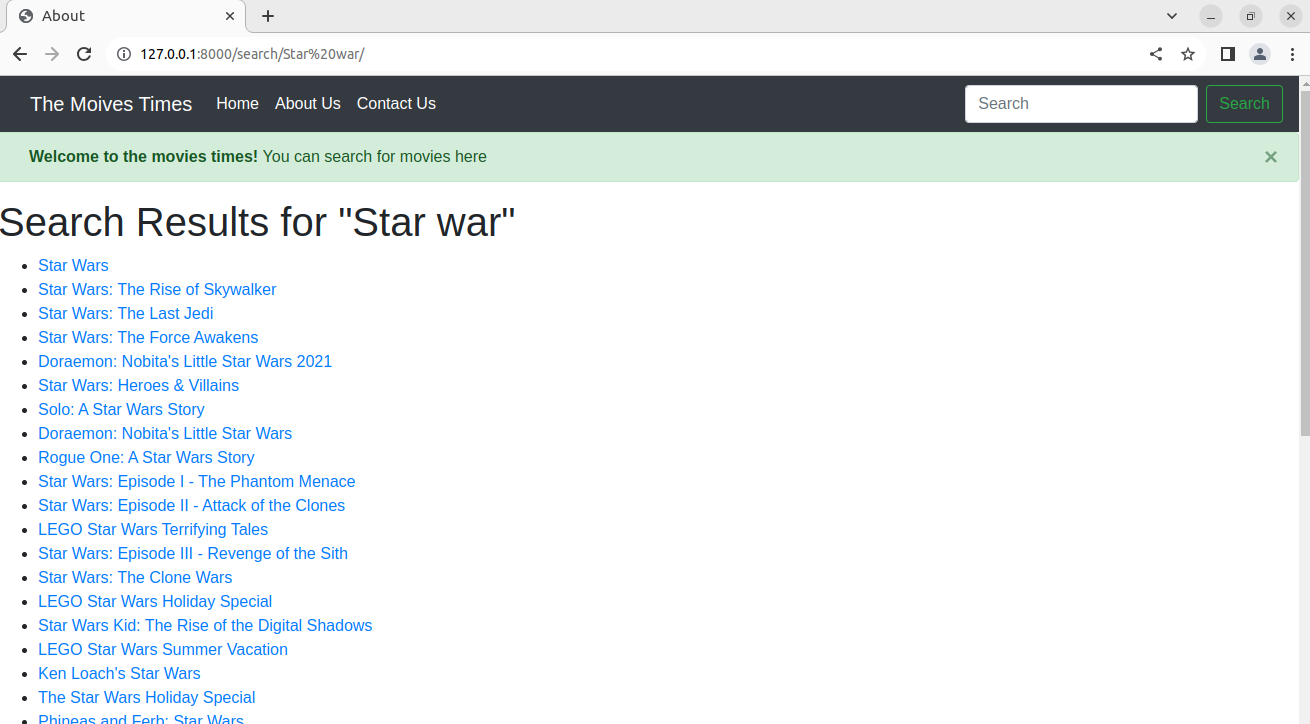 About
127.0.0.1:8000/search/Star%20war/
The Moives Times Home About Us Contact Us Search Search
Welcome to the movies times! You can search for movies here
Search Results for "Star war"
Star Wars
Star Wars: The Rise of Skywalker
Star Wars: The Last Jedi
Star Wars: The Force Awakens
Doraemon: Nobita's Little Star Wars 2021
Star Wars: Heroes & Villains
Solo: A Star Wars Story
Doraemon: Nobita's Little Star Wars
Rogue One: A Star Wars Story
Star Wars: Episode I - The Phantom Menace
Star Wars: Episode II - Attack of the Clones
LEGO Star Wars Terrifying Tales
Star Wars: Episode III - Revenge of the Sith
Star Wars: The Clone Wars
LEGO Star Wars Holiday Special
Star Wars Kid: The Rise of the Digital Shadows
LEGO Star Wars Summer Vacation
Ken Loach's Star Wars
The Star Wars Holiday Special
Phineas and Ferb: Star Wars